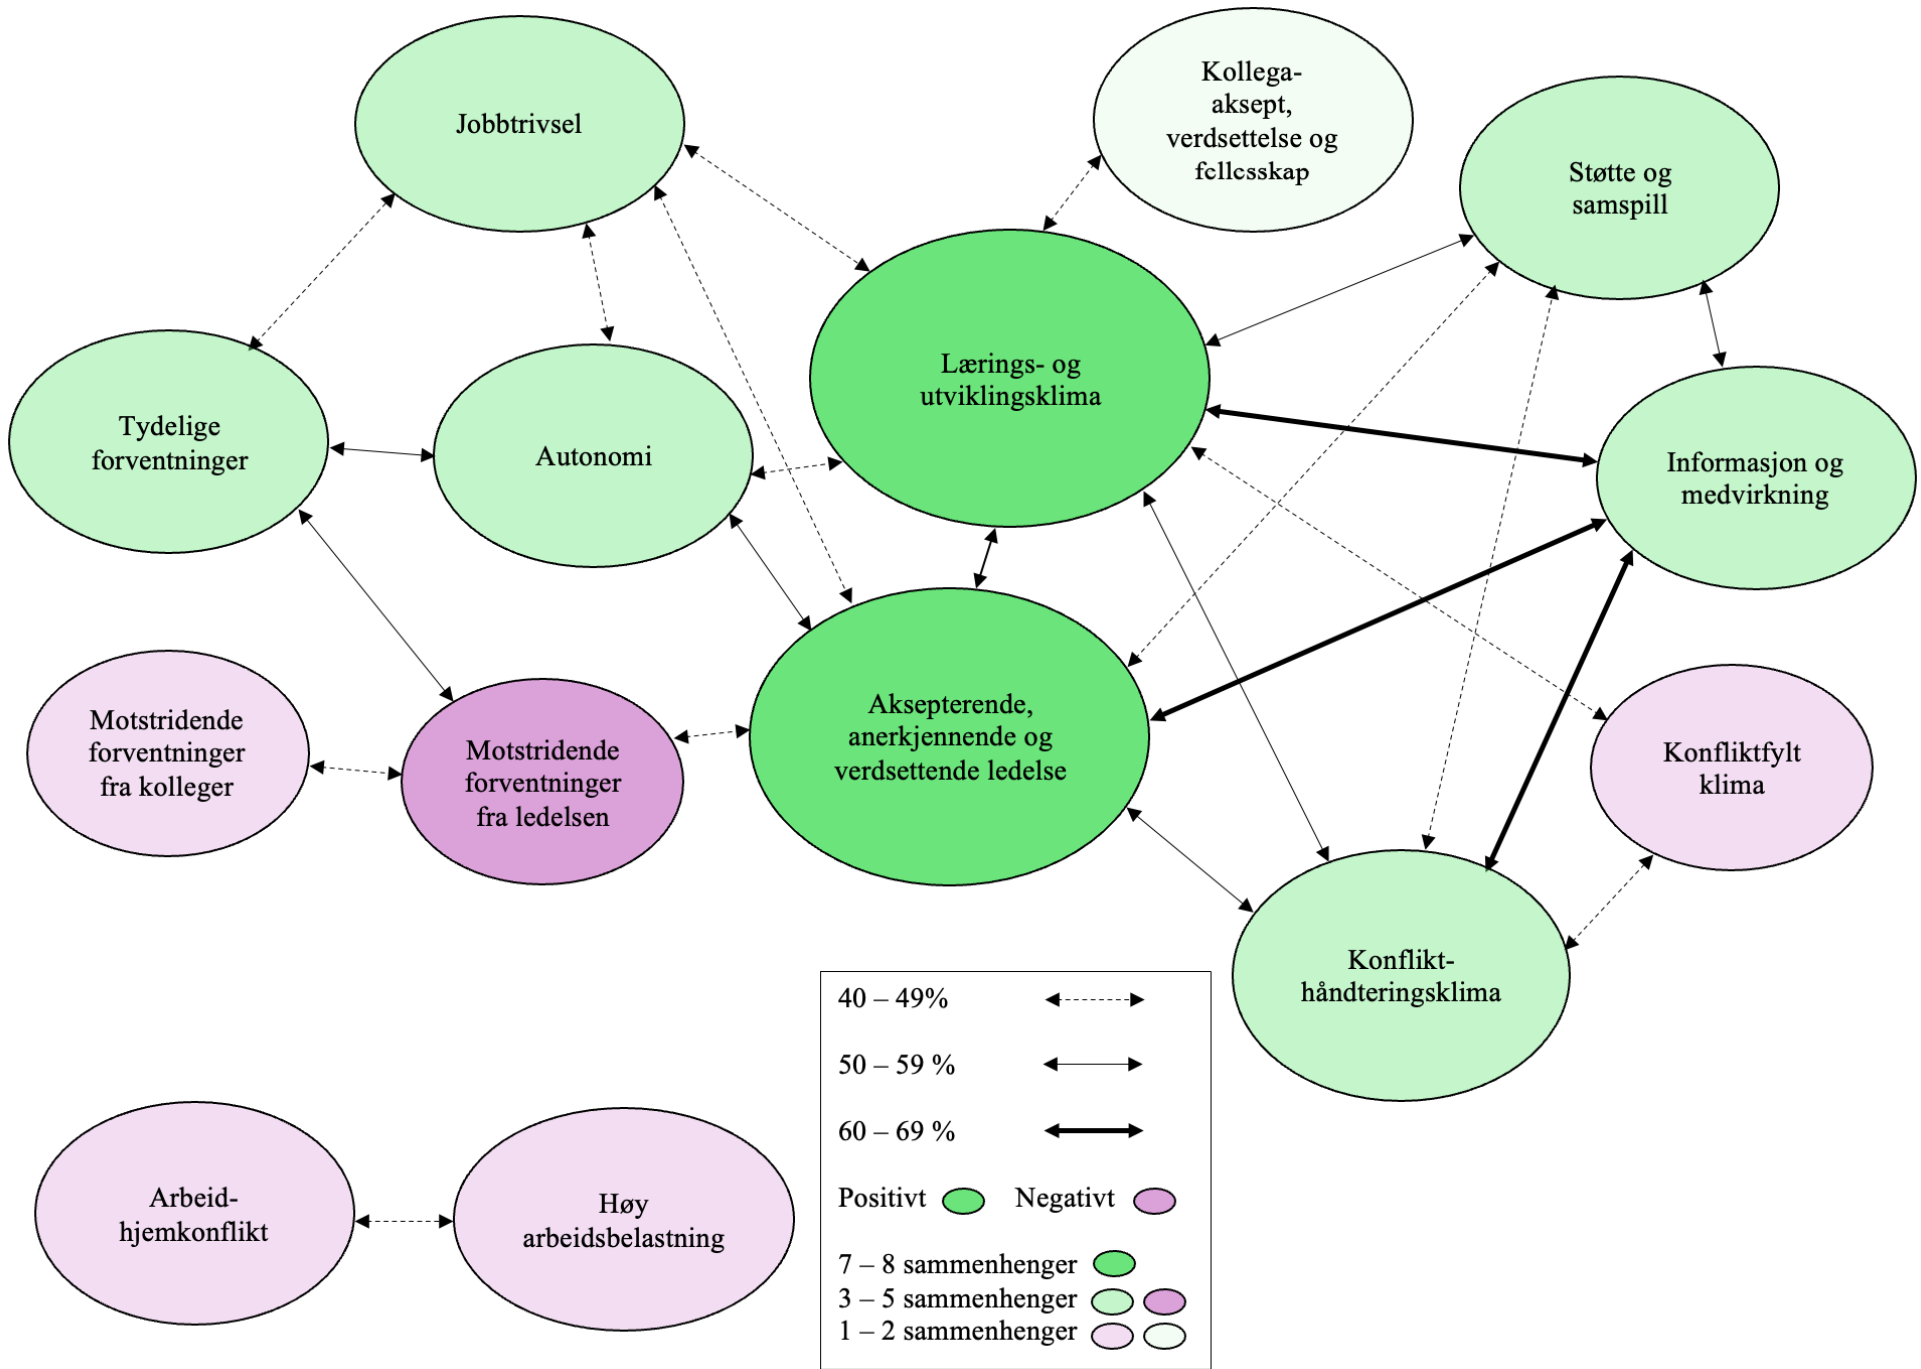 Jobbtrivsel
Kollega-
aksept,
verdsettelse og
fellesskap
Støtte og
samspill
Lærings- og
utviklingsklima
Tydelige
forventninger
Autonomi
Informasjon og
medvirkning
Motstridende
forventninger
fra kolleger
Motstridende
forventninger
fra ledelsen
Aksepterende,
anerkjennende og
verdsettende ledelse
Konfliktfylt
klima
Konflikt-
håndteringsklima
Arbeid-
hjemkonflikt
Høy
arbeidsbelastning
40 – 49%
50 – 59 %
60 – 69 %
Positivt Negativt
7 – 8 sammenhenger
3 – 5 sammenhenger
1 – 2 sammenhenger